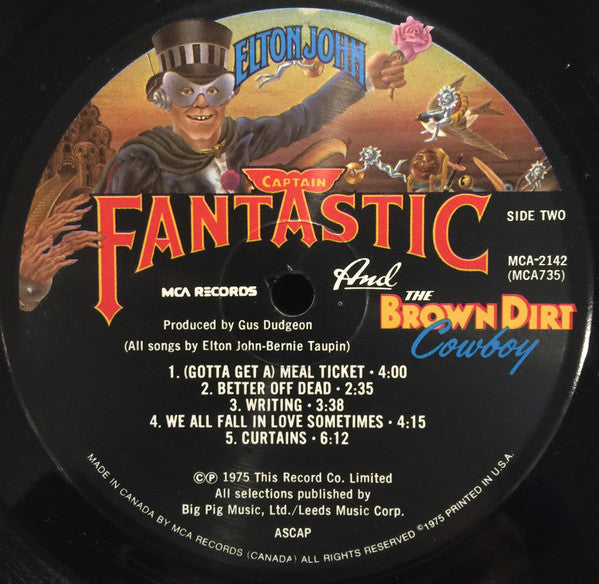 ELTON JOHN
CAPTAIN
FANTASTIC
SIDE TWO
MCA-2142
(MCA735)
MCA RECORDS
And
THE
BROWN DIRT
Cowboy
Produced by Gus Dudgeon
(All songs by Elton John-Bernie Taupin)
1. (GOTTA GET A) MEAL TICKET • 4:00
2. BETTER OFF DEAD • 2:35
3. WRITING • 3:38
4. WE ALL FALL IN LOVE SOMETIMES • 4:15
5. CURTAINS • 6:12
©℗ 1975 This Record Co. Limited
All selections published by
Big Pig Music, Ltd./Leeds Music Corp.
ASCAP
MADE IN CANADA BY MCA RECORDS (CANADA) ALL RIGHTS RESERVED ©1975 PRINTED IN U.S.A.